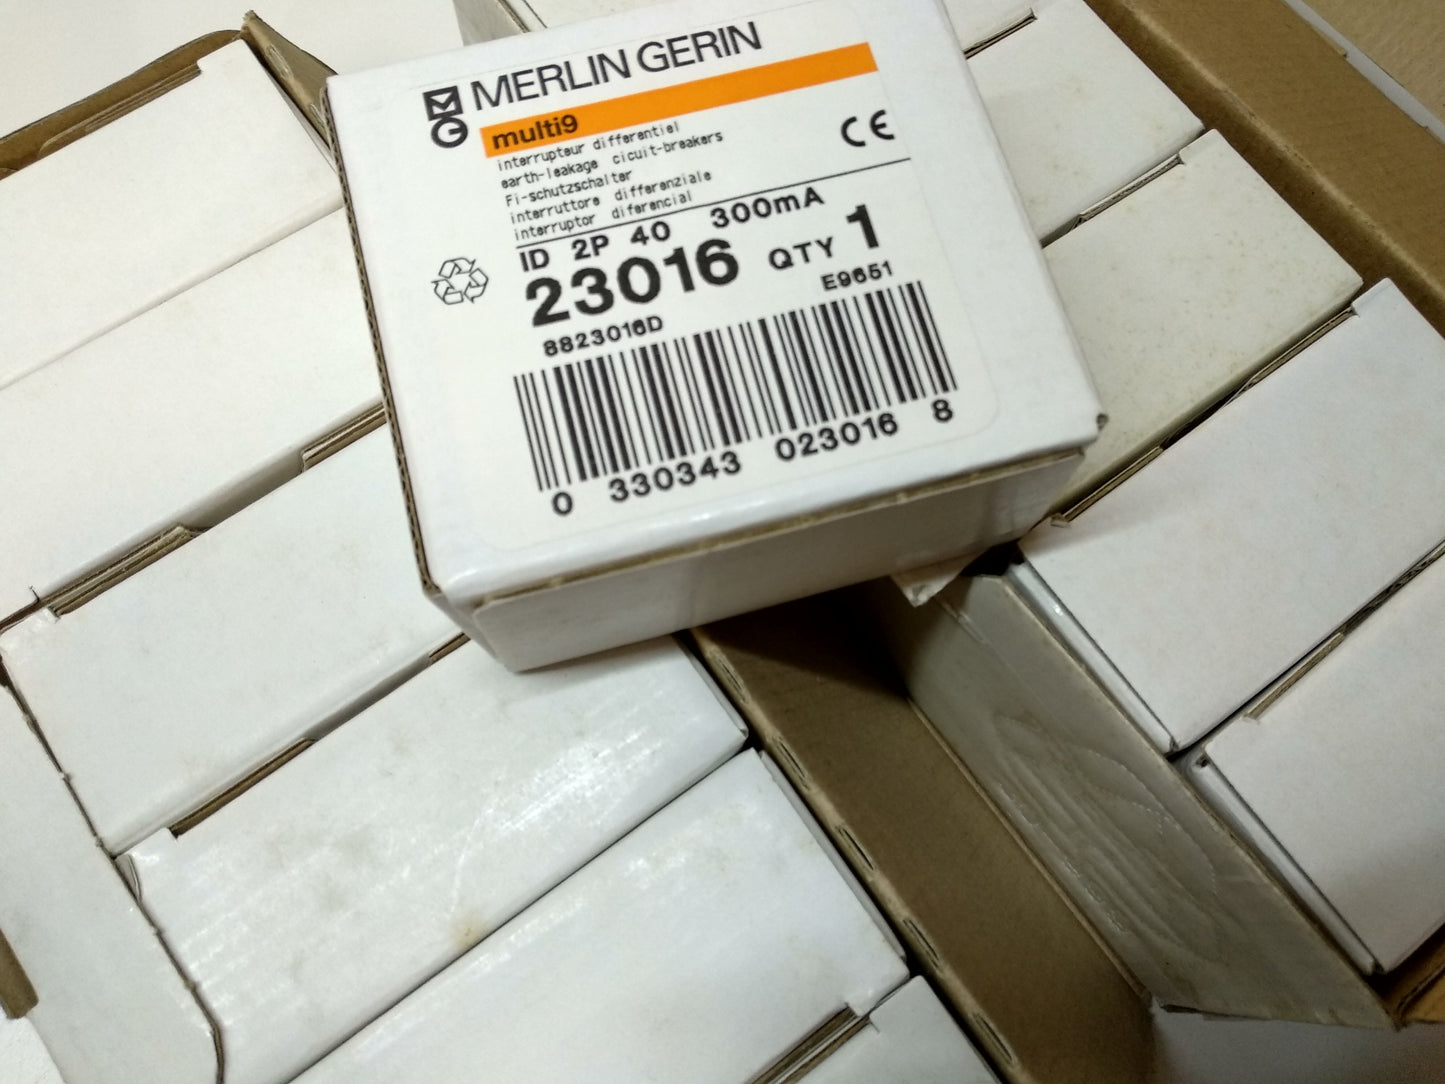 MERLIN GERIN
multi9
interrupteur differentiel
earth-leakage cicuit-breakers
Fi-schutzschalter
interruttore differenziale
interruptor diferencial
CE
ID 2P 40 300mA
23016 QTY 1
8823016D E9651
0 330343 023016 8